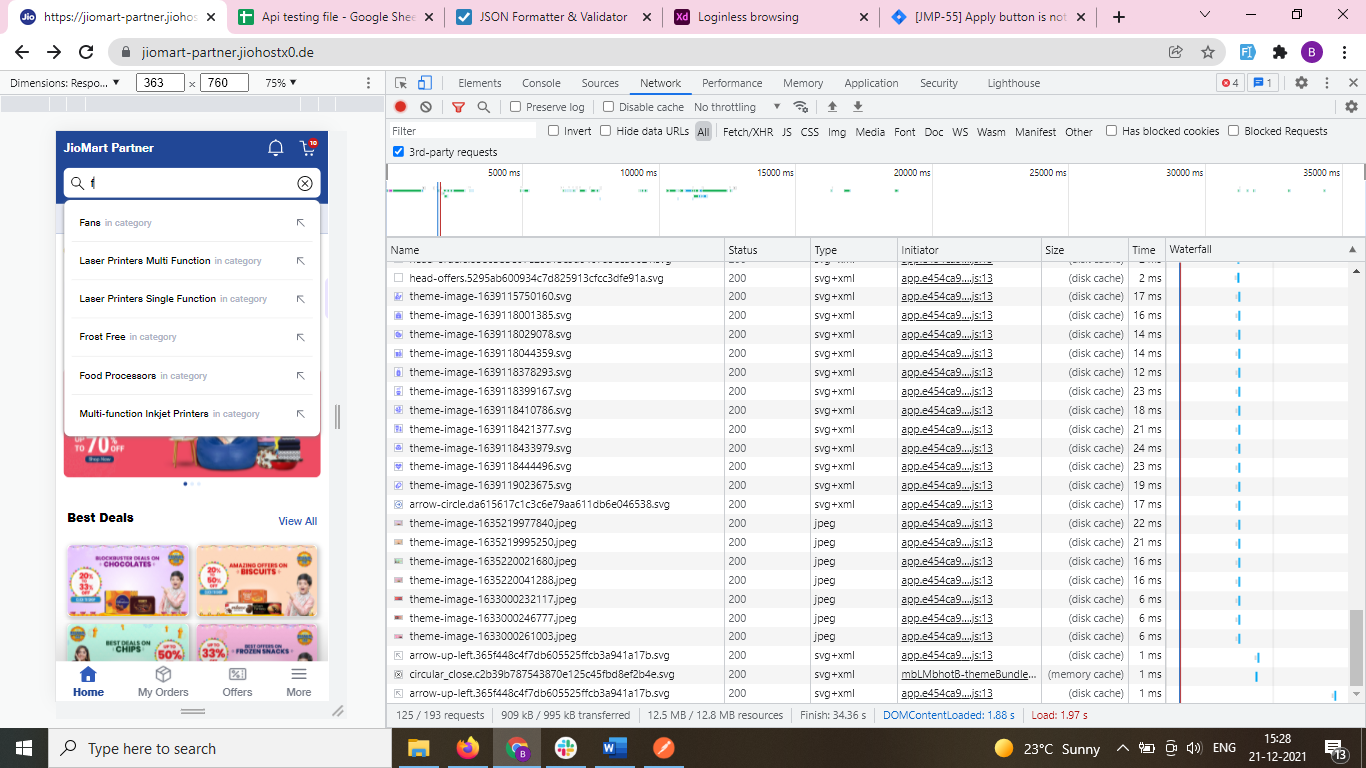 Jio https://jiomart-partner.jiohos
Api testing file - Google Shee
JSON Formatter & Validator
Xd Loginless browsing
[JMP-55] Apply button is not
jiomart-partner.jiohostx0.de
B
Dimensions: Respo... 363 x 760 75%
Elements Console Sources Network Performance Memory Application Security Lighthouse 4 1
Preserve log Disable cache No throttling
Filter Invert Hide data URLs All Fetch/XHR JS CSS Img Media Font Doc WS Wasm Manifest Other Has blocked cookies Blocked Requests
3rd-party requests
5000 ms 10000 ms 15000 ms 20000 ms 25000 ms 30000 ms 35000 ms
Name Status Type Initiator Size Time Waterfall
head-offers.5295ab600934c7d825913cfcc3dfe91a.svg 200 svg+xml app.e454ca9....js:13 (disk cache) 2 ms
theme-image-1639115750160.svg 200 svg+xml app.e454ca9....js:13 (disk cache) 17 ms
theme-image-1639118001385.svg 200 svg+xml app.e454ca9....js:13 (disk cache) 16 ms
theme-image-1639118029078.svg 200 svg+xml app.e454ca9....js:13 (disk cache) 14 ms
theme-image-1639118044359.svg 200 svg+xml app.e454ca9....js:13 (disk cache) 14 ms
theme-image-1639118378293.svg 200 svg+xml app.e454ca9....js:13 (disk cache) 12 ms
theme-image-1639118399167.svg 200 svg+xml app.e454ca9....js:13 (disk cache) 23 ms
theme-image-1639118410786.svg 200 svg+xml app.e454ca9....js:13 (disk cache) 18 ms
theme-image-1639118421377.svg 200 svg+xml app.e454ca9....js:13 (disk cache) 21 ms
theme-image-1639118433979.svg 200 svg+xml app.e454ca9....js:13 (disk cache) 24 ms
theme-image-1639118444496.svg 200 svg+xml app.e454ca9....js:13 (disk cache) 23 ms
theme-image-1639119023675.svg 200 svg+xml app.e454ca9....js:13 (disk cache) 19 ms
arrow-circle.da615617c1c3c6e79aa611db6e046538.svg 200 svg+xml app.e454ca9....js:13 (disk cache) 17 ms
theme-image-1635219977840.jpeg 200 jpeg app.e454ca9....js:13 (disk cache) 22 ms
theme-image-1635219995250.jpeg 200 jpeg app.e454ca9....js:13 (disk cache) 21 ms
theme-image-1635220021680.jpeg 200 jpeg app.e454ca9....js:13 (disk cache) 16 ms
theme-image-1635220041288.jpeg 200 jpeg app.e454ca9....js:13 (disk cache) 16 ms
theme-image-1633000232117.jpeg 200 jpeg app.e454ca9....js:13 (disk cache) 6 ms
theme-image-1633000246777.jpeg 200 jpeg app.e454ca9....js:13 (disk cache) 6 ms
theme-image-1633000261003.jpeg 200 jpeg app.e454ca9....js:13 (disk cache) 6 ms
arrow-up-left.365f448c4f7db605525ffcb3a941a17b.svg 200 svg+xml app.e454ca9....js:13 (disk cache) 1 ms
circular_close.c2b39b787543870e125c45fbd8ef2b4e.svg 200 svg+xml mbLMbhotB-themeBundle... (memory cache) 1 ms
arrow-up-left.365f448c4f7db605525ffcb3a941a17b.svg 200 svg+xml app.e454ca9....js:13 (disk cache) 1 ms
125 / 193 requests 909 kB / 995 kB transferred 12.5 MB / 12.8 MB resources Finish: 34.36 s DOMContentLoaded: 1.88 s Load: 1.97 s
JioMart Partner 10
f
Fans in category
Laser Printers Multi Function in category
Laser Printers Single Function in category
Frost Free in category
Food Processors in category
Multi-function Inkjet Printers in category
UP TO 70% OFF
Shop Now
Best Deals View All
BLOCKBUSTER DEALS ON
CHOCOLATES
20% TO 33% OFF
AMAZING OFFERS ON
BISCUITS
20% TO 50% OFF
BEST DEALS ON
CHIPS
UP TO 50%
BEST OFFERS ON
FROZEN SNACKS
UP TO 33%
Home My Orders Offers More
Type here to search
B
23°C Sunny ENG
15:28
21-12-2021
13